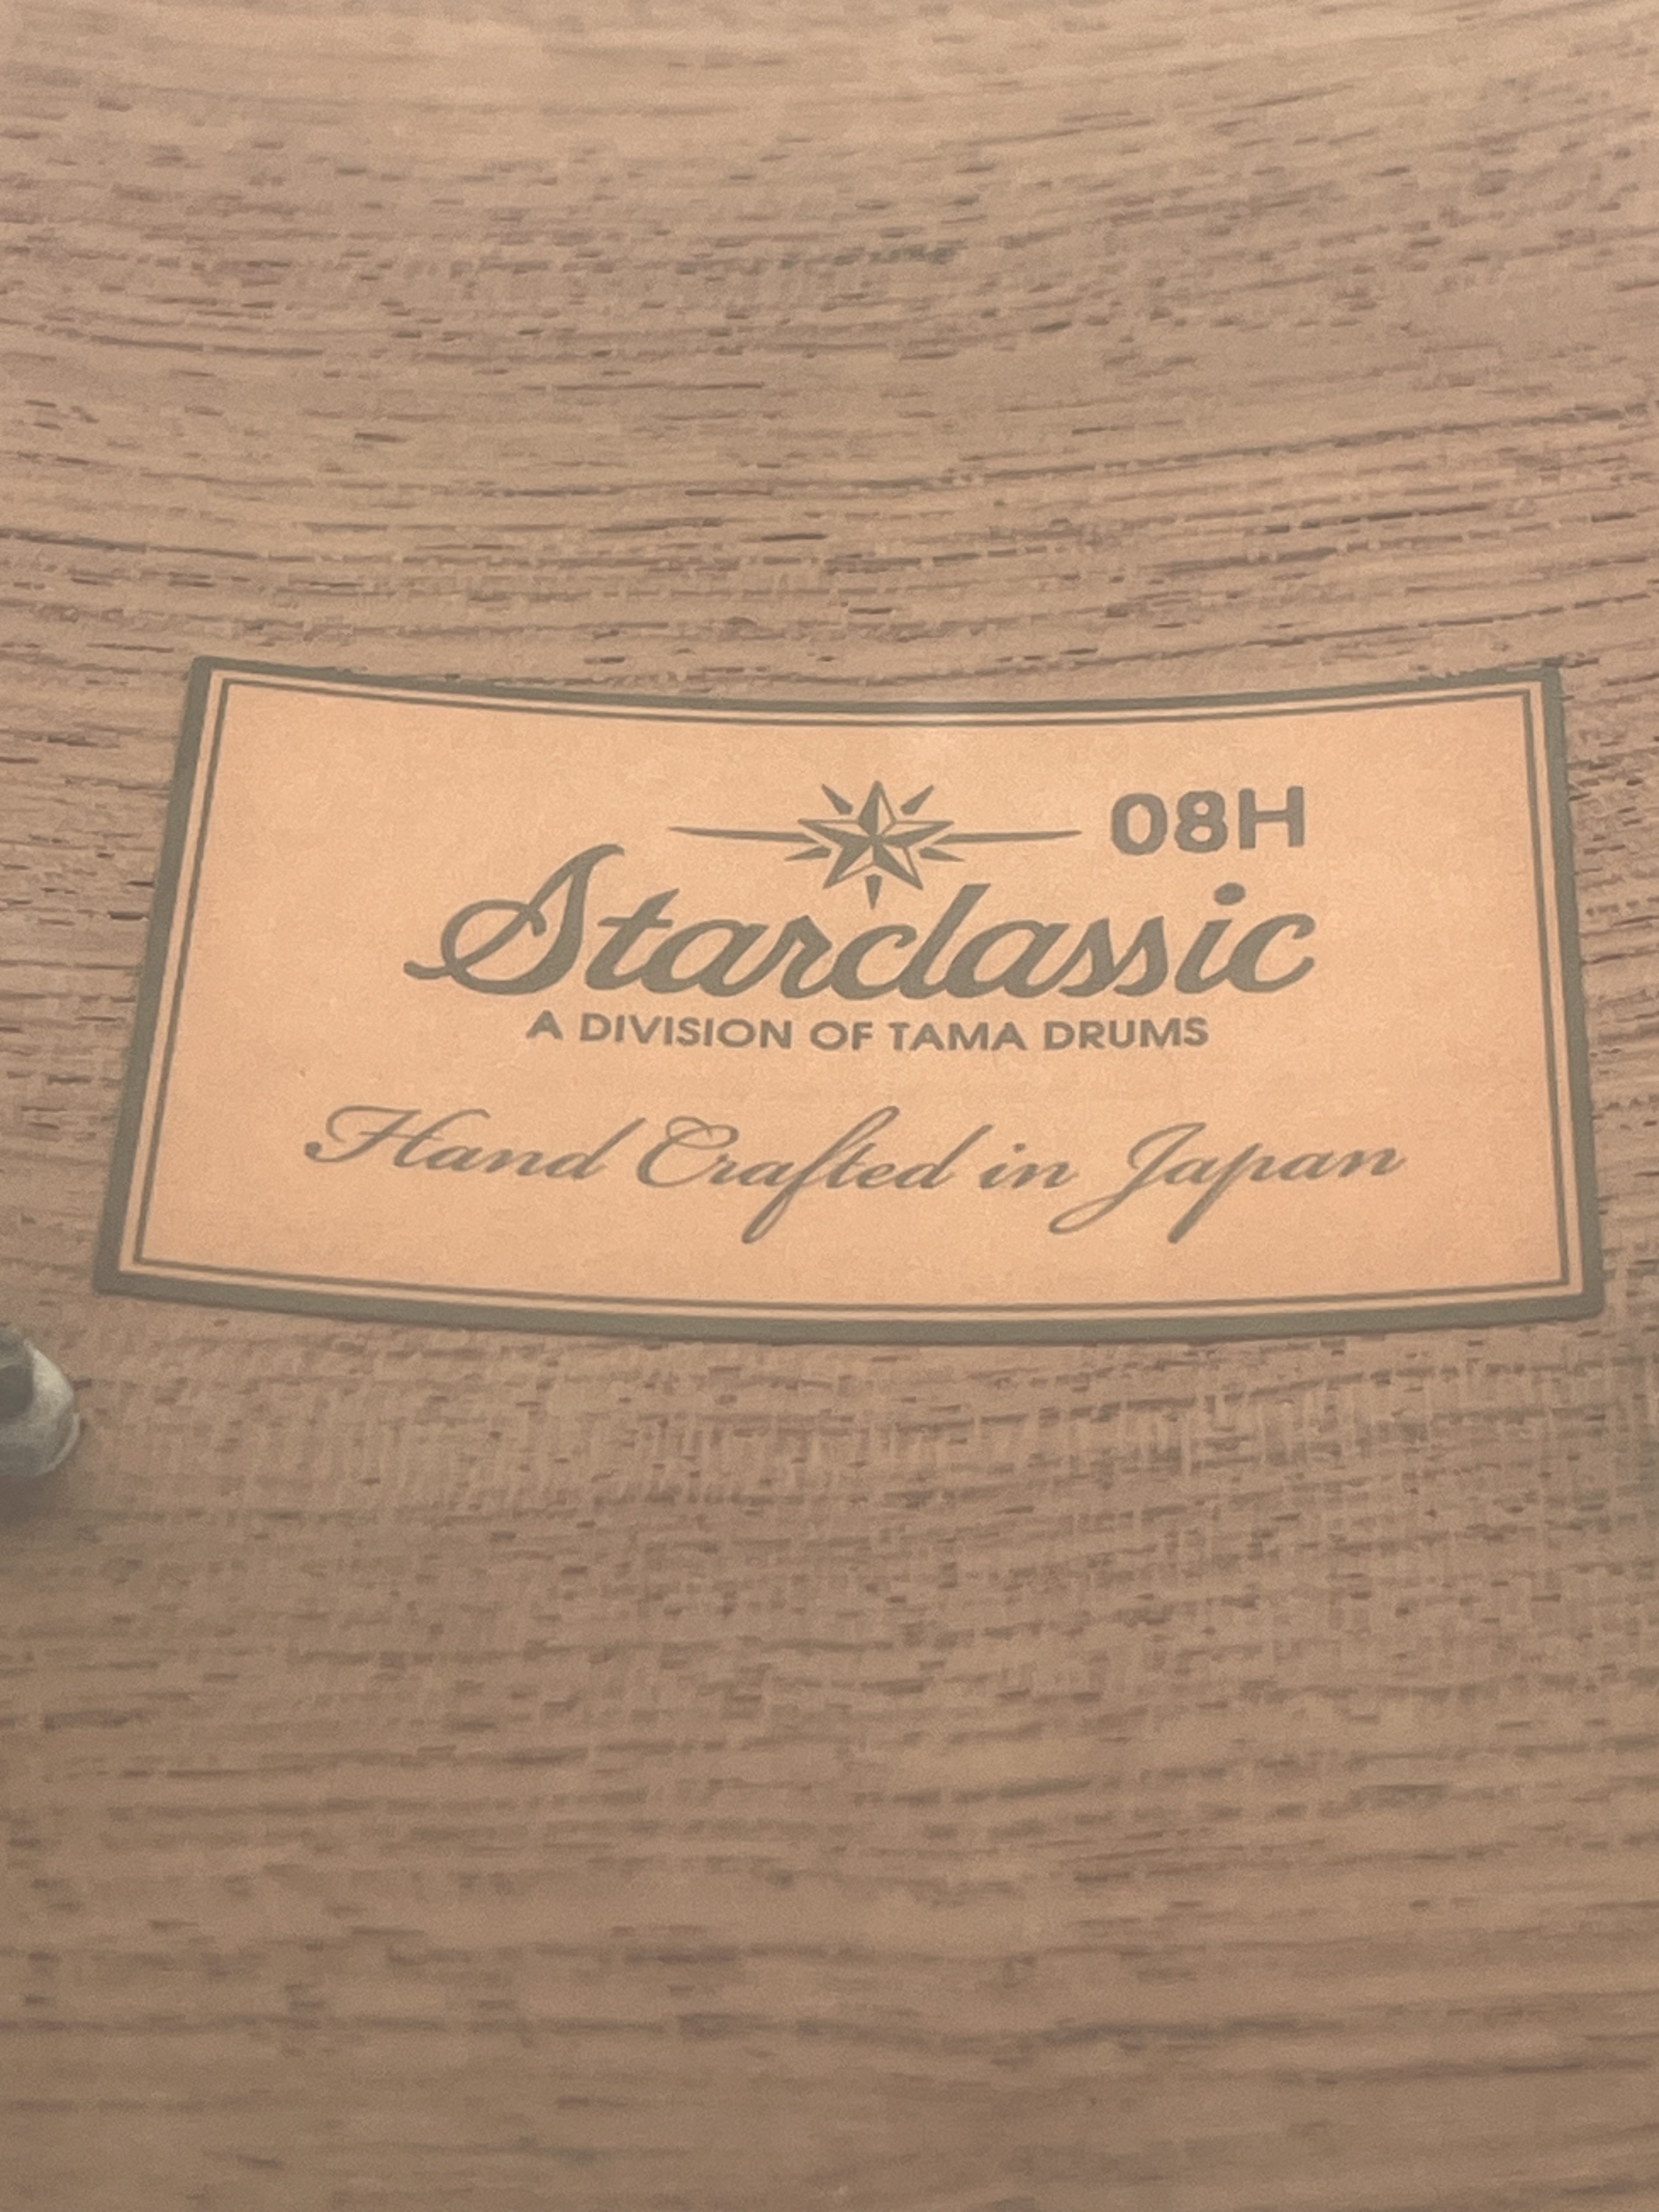 08H
Starclassic
A DIVISION OF TAMA DRUMS
Hand Crafted in Japan